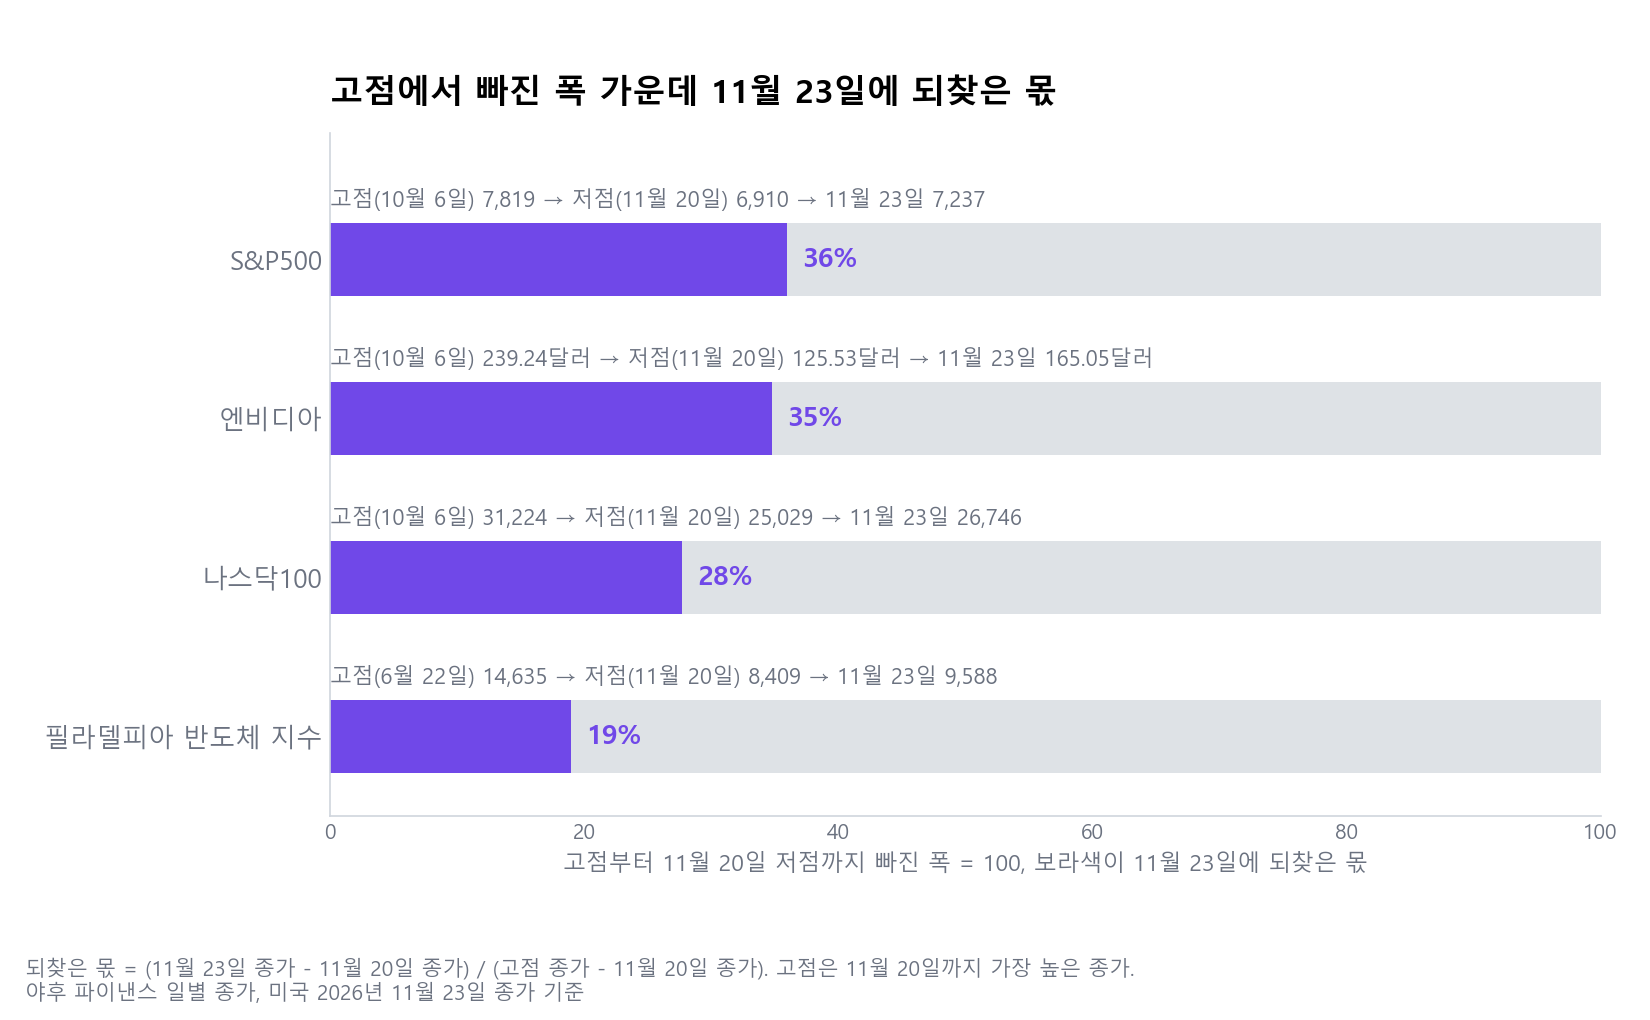 고점에서 빠진 폭 가운데 11월 23일에 되찾은 몫
고점(10월 6일) 7,819 → 저점(11월 20일) 6,910 → 11월 23일 7,237
S&P500
36%
고점(10월 6일) 239.24달러 → 저점(11월 20일) 125.53달러 → 11월 23일 165.05달러
엔비디아
35%
고점(10월 6일) 31,224 → 저점(11월 20일) 25,029 → 11월 23일 26,746
나스닥100
28%
고점(6월 22일) 14,635 → 저점(11월 20일) 8,409 → 11월 23일 9,588
필라델피아 반도체 지수
19%
0 20 40 60 80 100
고점부터 11월 20일 저점까지 빠진 폭 = 100, 보라색이 11월 23일에 되찾은 몫
되찾은 몫 = (11월 23일 종가 - 11월 20일 종가) / (고점 종가 - 11월 20일 종가). 고점은 11월 20일까지 가장 높은 종가.
야후 파이낸스 일별 종가, 미국 2026년 11월 23일 종가 기준